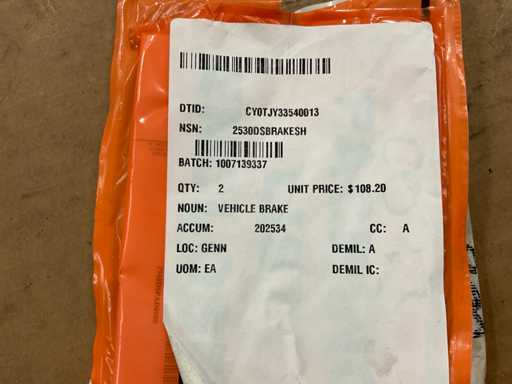 DTID: CY0TJY33540013
NSN: 2530DSBRAKESH
BATCH: 1007139337
QTY: 2 UNIT PRICE: $108.20
NOUN: VEHICLE BRAKE
ACCUM: 202534 CC: A
LOC: GENN DEMIL: A
UOM: EA DEMIL IC: